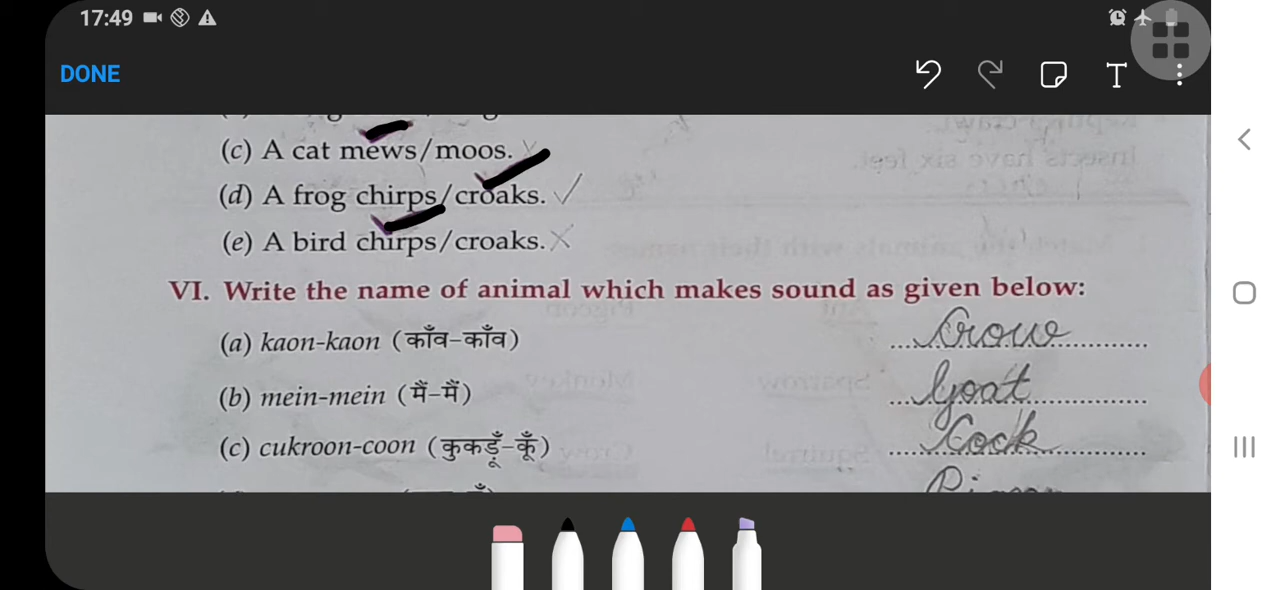 17:49
DONE
T
(c) A cat mews/moos.
(d) A frog chirps/croaks.
(e) A bird chirps/croaks.
VI. Write the name of animal which makes sound as given below:
(a) kaon-kaon (काँव-काँव) Crow
(b) mein-mein (मैं-मैं) Goat
(c) cukroon-coon (कुकड़ूँ-कूँ) Cock